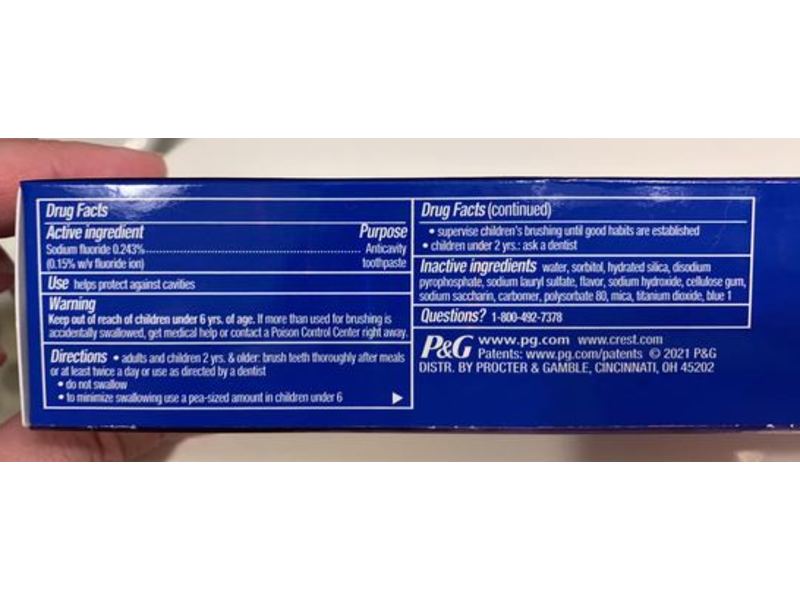 Drug Facts
Active ingredient Purpose
Sodium fluoride 0.243%........................................ Anticavity
(0.15% w/v fluoride ion) toothpaste
Use helps protect against cavities
Warning
Keep out of reach of children under 6 yrs. of age. If more than used for brushing is
accidentally swallowed, get medical help or contact a Poison Control Center right away.
Directions • adults and children 2 yrs. & older: brush teeth thoroughly after meals
or at least twice a day or use as directed by a dentist
• do not swallow
• to minimize swallowing use a pea-sized amount in children under 6
Drug Facts (continued)
• supervise children's brushing until good habits are established
• children under 2 yrs.: ask a dentist
Inactive ingredients water, sorbitol, hydrated silica, disodium
pyrophosphate, sodium lauryl sulfate, flavor, sodium hydroxide, cellulose gum,
sodium saccharin, carbomer, polysorbate 80, mica, titanium dioxide, blue 1
Questions? 1-800-492-7378
P&G www.pg.com www.crest.com
Patents: www.pg.com/patents © 2021 P&G
DISTR. BY PROCTER & GAMBLE, CINCINNATI, OH 45202